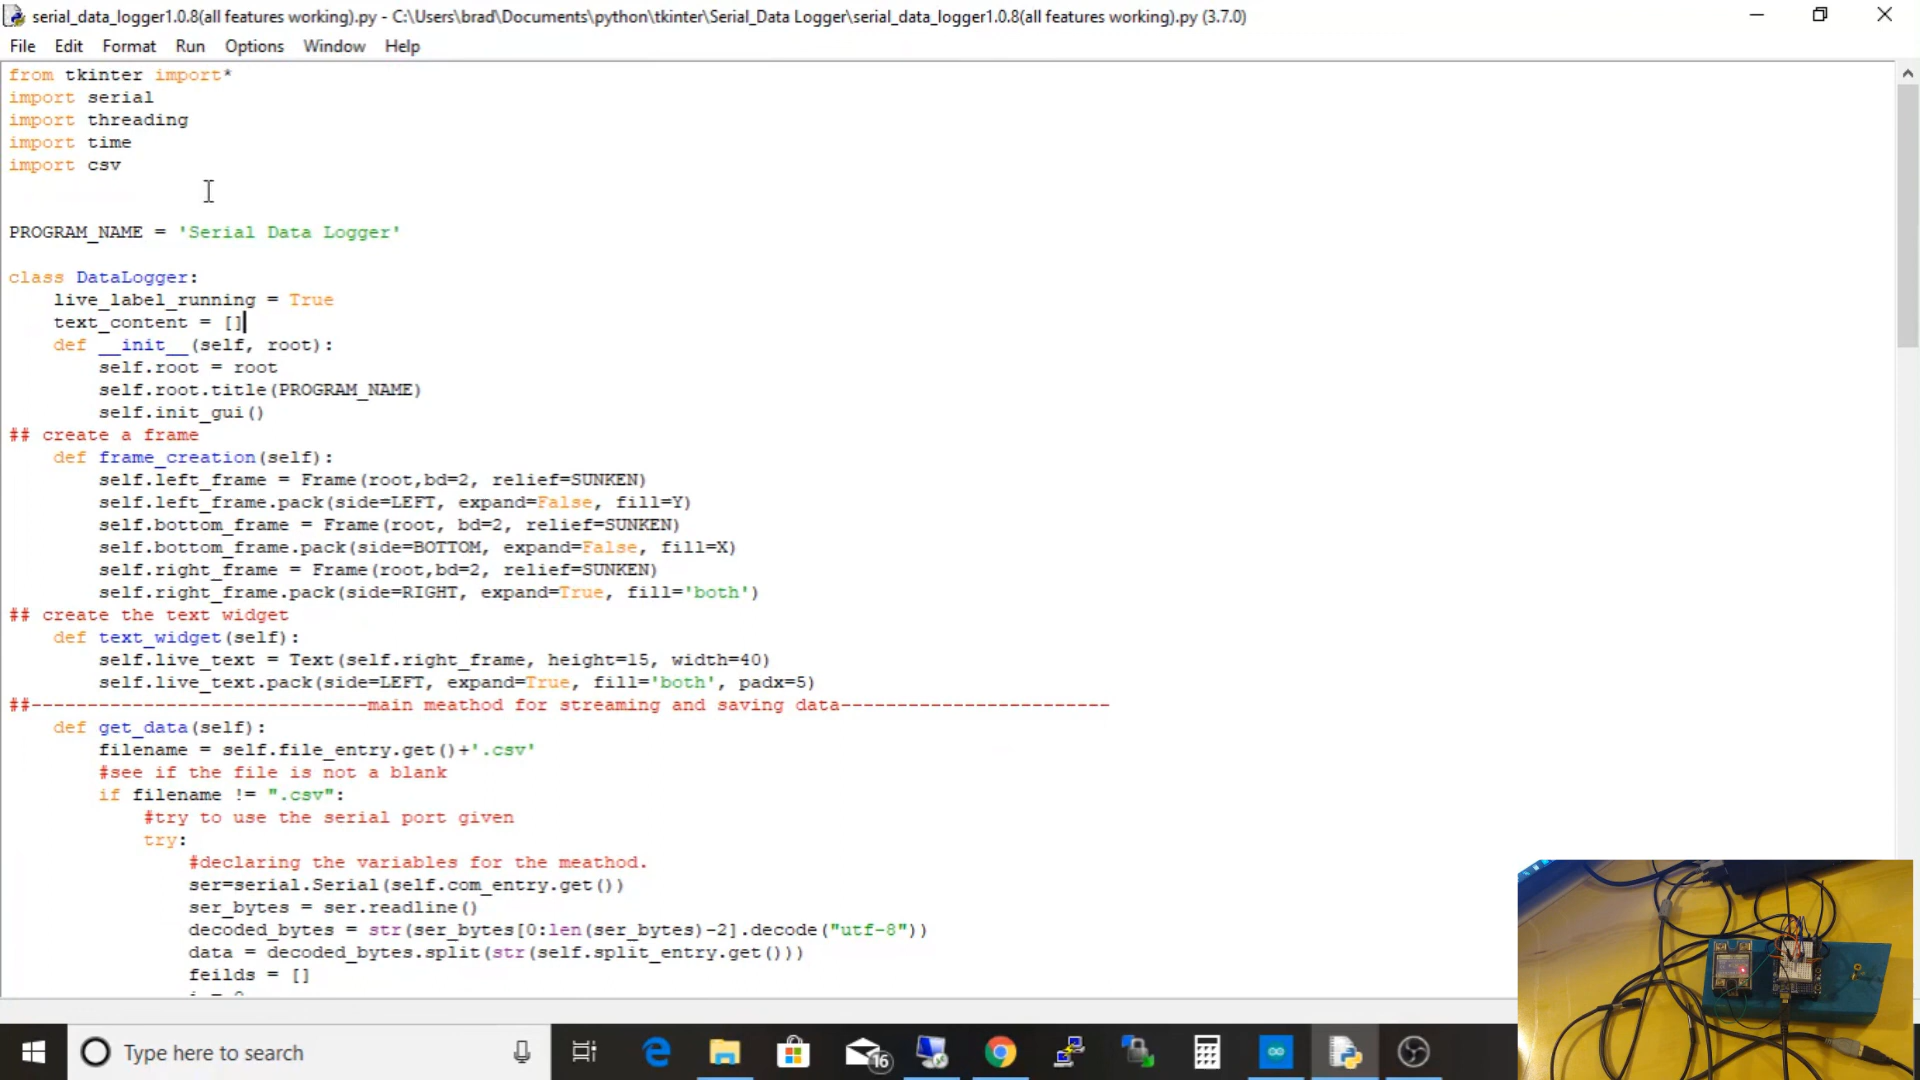 serial_data_logger1.0.8(all features working).py - C:\Users\brad\Documents\python\tkinter\Serial_Data Logger\serial_data_logger1.0.8(all features working).py (3.7.0)
File Edit Format Run Options Window Help
from tkinter import*
import serial
import threading
import time
import csv
PROGRAM_NAME = 'Serial Data Logger'
class DataLogger:
    live_label_running = True
    text_content = []
    def __init__(self, root):
        self.root = root
        self.root.title(PROGRAM_NAME)
        self.init_gui()
## create a frame
    def frame_creation(self):
        self.left_frame = Frame(root,bd=2, relief=SUNKEN)
        self.left_frame.pack(side=LEFT, expand=False, fill=Y)
        self.bottom_frame = Frame(root, bd=2, relief=SUNKEN)
        self.bottom_frame.pack(side=BOTTOM, expand=False, fill=X)
        self.right_frame = Frame(root,bd=2, relief=SUNKEN)
        self.right_frame.pack(side=RIGHT, expand=True, fill='both')
## create the text widget
    def text_widget(self):
        self.live_text = Text(self.right_frame, height=15, width=40)
        self.live_text.pack(side=LEFT, expand=True, fill='both', padx=5)
##------------------------------main meathod for streaming and saving data------------------------
    def get_data(self):
        filename = self.file_entry.get()+'.csv'
        #see if the file is not a blank
        if filename != ".csv":
            #try to use the serial port given
            try:
                #declaring the variables for the meathod.
                ser=serial.Serial(self.com_entry.get())
                ser_bytes = ser.readline()
                decoded_bytes = str(ser_bytes[0:len(ser_bytes)-2].decode("utf-8"))
                data = decoded_bytes.split(str(self.split_entry.get()))
                feilds = []
Type here to search
16